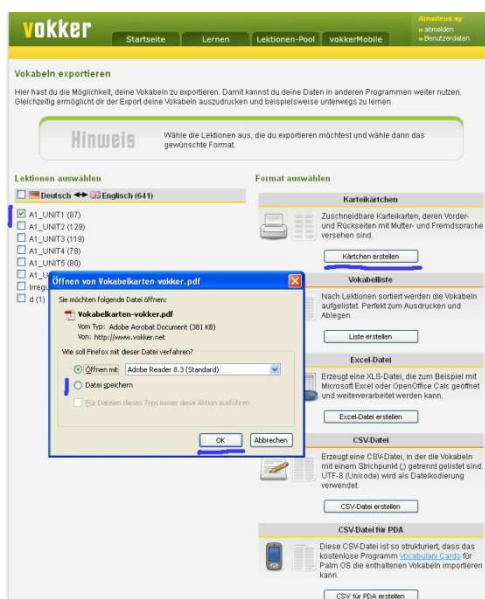 vokker
Startseite Lernen Lektionen-Pool vokkerMobile
Amadeus ay
» abmelden
» Benutzerdaten
Vokabeln exportieren
Hier hast du die Möglichkeit, deine Vokabeln zu exportieren. Damit kannst du deine Daten in anderen Programmen weiter nutzen.
Gleichzeitig ermöglicht dir der Export deine Vokabeln auszudrucken und beispielsweise unterwegs zu lernen.
Hinweis
Wähle die Lektionen aus, die du exportieren möchtest und wähle dann das
gewünschte Format.
Lektionen auswählen
Deutsch Englisch (641)
A1_UNIT1 (87)
A1_UNIT2 (129)
A1_UNIT3 (119)
A1_UNIT4 (78)
A1_UNIT5 (80)
A1_U
Irregu
d (1)
Format auswählen
Karteikärtchen
Zuschneidbare Karteikarten, deren Vorder-
und Rückseiten mit Mutter- und Fremdsprache
versehen sind.
Kärtchen erstellen
Vokabelliste
Nach Lektionen sortiert werden die Vokabeln
aufgelistet. Perfekt zum Ausdrucken und
Ablegen.
Liste erstellen
Excel-Datei
Erzeugt eine XLS-Datei, die zum Beispiel mit
Microsoft Excel oder OpenOffice Calc geöffnet
und weiterverarbeitet werden kann.
Excel-Datei erstellen
CSV-Datei
Erzeugt eine CSV-Datei, in der die Vokabeln
mit einem Strichpunkt (;) getrennt gelistet sind.
UTF-8 (Unicode) wird als Dateikodierung
verwendet.
CSV-Datei erstellen
CSV-Datei für PDA
Diese CSV-Datei ist so strukturiert, dass das
kostenlose Programm Vocabulary Cards für
Palm OS die enthaltenen Vokabeln importieren
kann.
CSV für PDA erstellen
Öffnen von Vokabelkarten-vokker.pdf
Sie möchten folgende Datei öffnen:
Vokabelkarten-vokker.pdf
Vom Typ: Adobe Acrobat Document (381 KB)
Von: http://www.vokker.net
Wie soll Firefox mit dieser Datei verfahren?
Öffnen mit Adobe Reader 8.3 (Standard)
Datei speichern
Für Dateien dieses Typs immer diese Aktion ausführen
OK Abbrechen